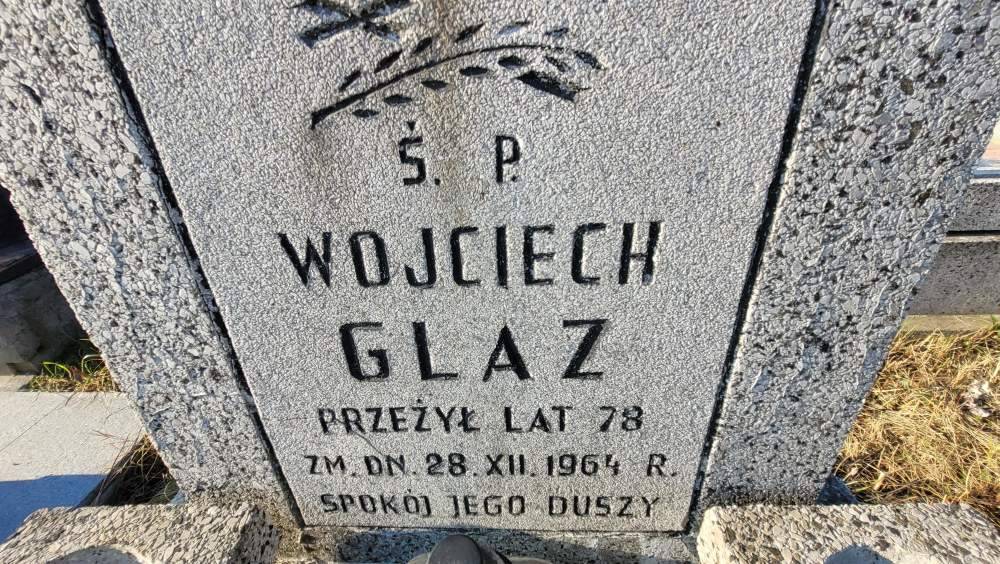 Ś. P.
WOJCIECH
GLAZ
PRZEŻYŁ LAT 78
ZM. DN. 28. XII. 1964 R.
SPOKÓJ JEGO DUSZY